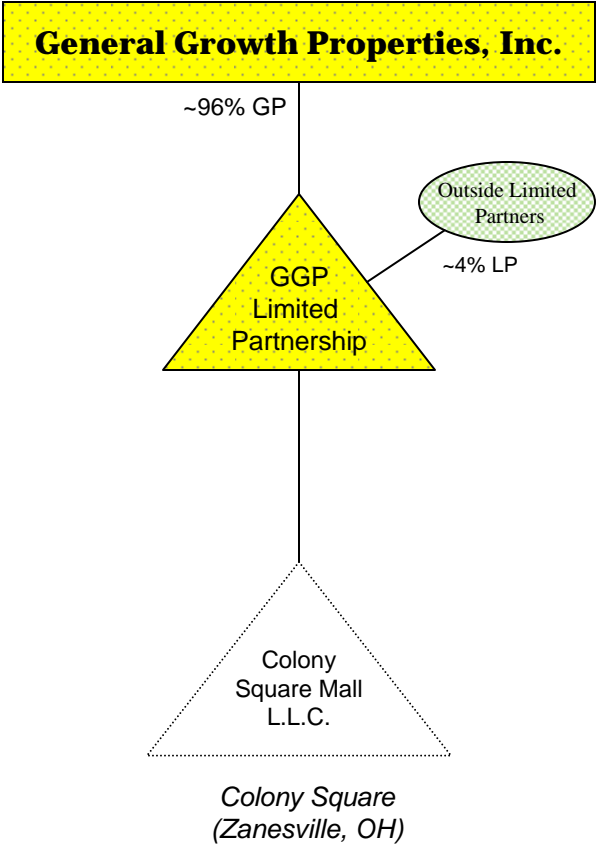 General Growth Properties, Inc.
~96% GP
Outside Limited
Partners
~4% LP
GGP
Limited
Partnership
Colony
Square Mall
L.L.C.
Colony Square
(Zanesville, OH)